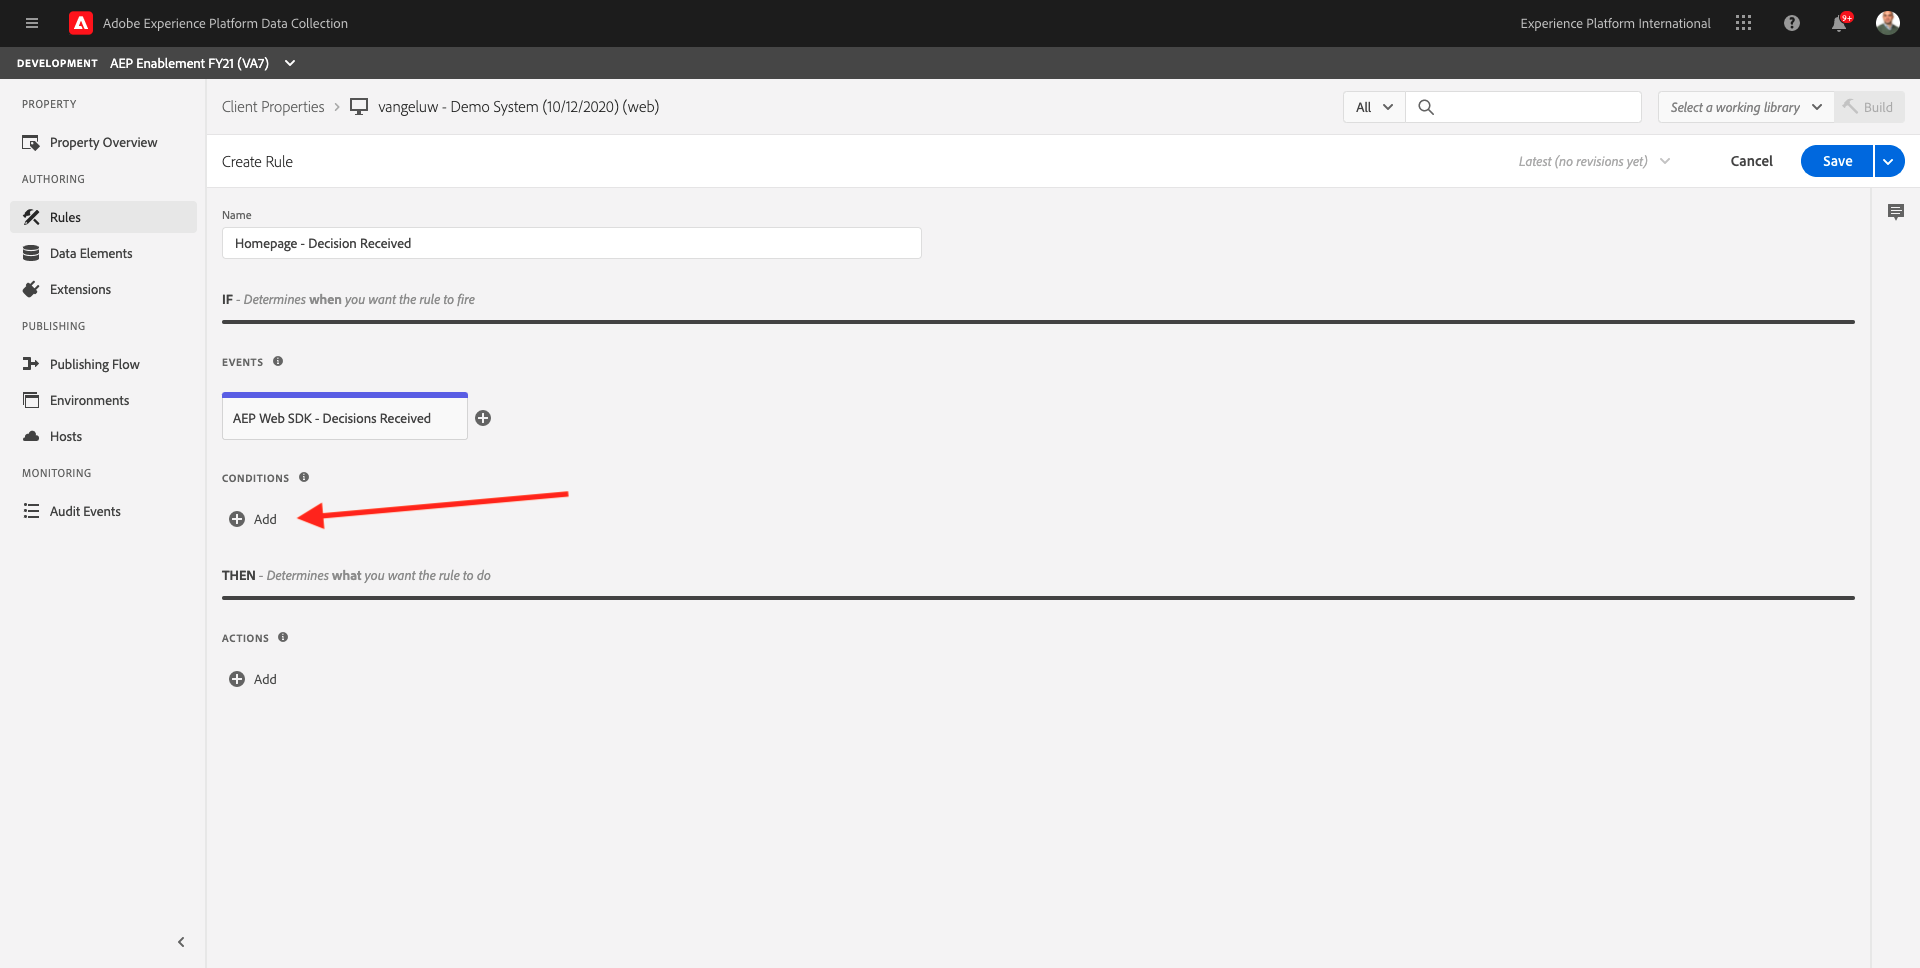 Adobe Experience Platform Data Collection
Experience Platform International
9+
DEVELOPMENT AEP Enablement FY21 (VA7)
PROPERTY
Property Overview
AUTHORING
Rules
Data Elements
Extensions
PUBLISHING
Publishing Flow
Environments
Hosts
MONITORING
Audit Events
Client Properties > vangeluw - Demo System (10/12/2020) (web)
All
Select a working library
Build
Create Rule
Latest (no revisions yet)
Cancel
Save
Name
Homepage - Decision Received
IF - Determines when you want the rule to fire
EVENTS
AEP Web SDK - Decisions Received
CONDITIONS
Add
THEN - Determines what you want the rule to do
ACTIONS
Add